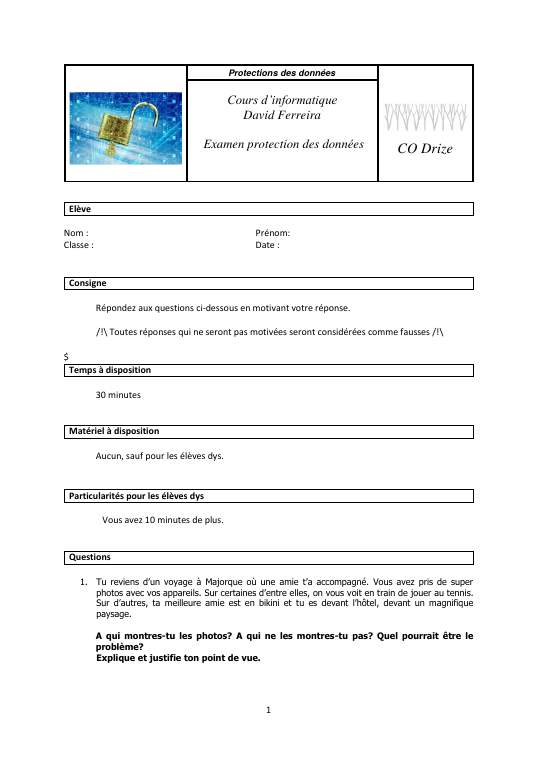 Protections des données
Cours d'informatique
David Ferreira
Examen protection des données
CO Drize
Elève
Nom :
Prénom:
Classe :
Date :
Consigne
Répondez aux questions ci-dessous en motivant votre réponse.
/!\ Toutes réponses qui ne seront pas motivées seront considérées comme fausses /!\
$
Temps à disposition
30 minutes
Matériel à disposition
Aucun, sauf pour les élèves dys.
Particularités pour les élèves dys
Vous avez 10 minutes de plus.
Questions
1. Tu reviens d'un voyage à Majorque où une amie t'a accompagné. Vous avez pris de super
photos avec vos appareils. Sur certaines d'entre elles, on vous voit en train de jouer au tennis.
Sur d'autres, ta meilleure amie est en bikini et tu es devant l'hôtel, devant un magnifique
paysage.
A qui montres-tu les photos? A qui ne les montres-tu pas? Quel pourrait être le
problème?
Explique et justifie ton point de vue.
1